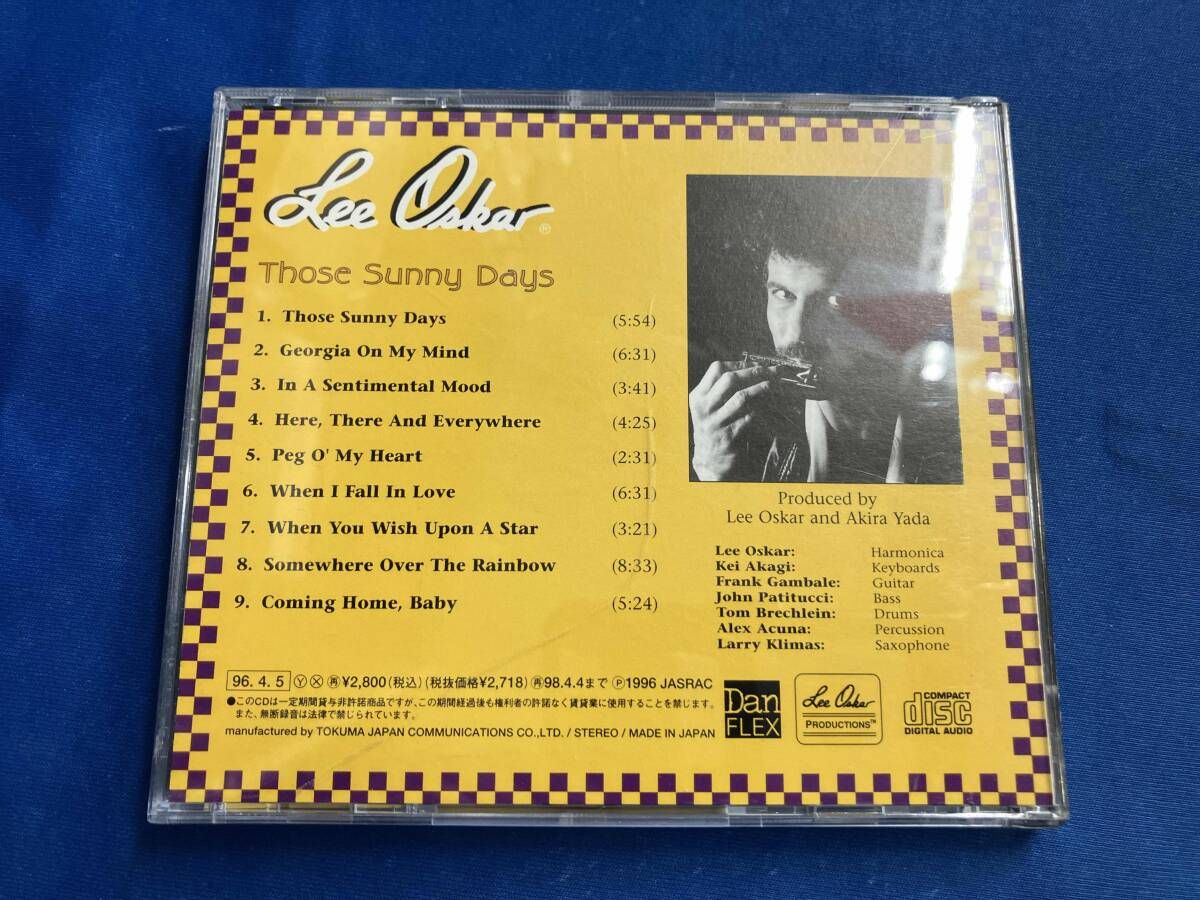 Lee Oskar®
Those Sunny Days
1. Those Sunny Days (5:54)
2. Georgia On My Mind (6:31)
3. In A Sentimental Mood (3:41)
4. Here, There And Everywhere (4:25)
5. Peg O' My Heart (2:31)
6. When I Fall In Love (6:31)
7. When You Wish Upon A Star (3:21)
8. Somewhere Over The Rainbow (8:33)
9. Coming Home, Baby (5:24)
Produced by
Lee Oskar and Akira Yada
Lee Oskar: Harmonica
Kei Akagi: Keyboards
Frank Gambale: Guitar
John Patitucci: Bass
Tom Brechlein: Drums
Alex Acuna: Percussion
Larry Klimas: Saxophone
96.4.5 Ⓨ Ⓧ 再 ¥2,800(税込)(税抜価格¥2,718) 再98.4.4まで Ⓟ1996 JASRAC
●このCDは一定期間貸与非許諾商品ですが、この期間経過後も権利者の許諾なく賃貸業に使用することを禁じます。
また、無断録音は法律で禁じられています。
manufactured by TOKUMA JAPAN COMMUNICATIONS CO.,LTD. / STEREO / MADE IN JAPAN
Dan
FLEX
Lee Oskar
PRODUCTIONS™
COMPACT
disc
DIGITAL AUDIO